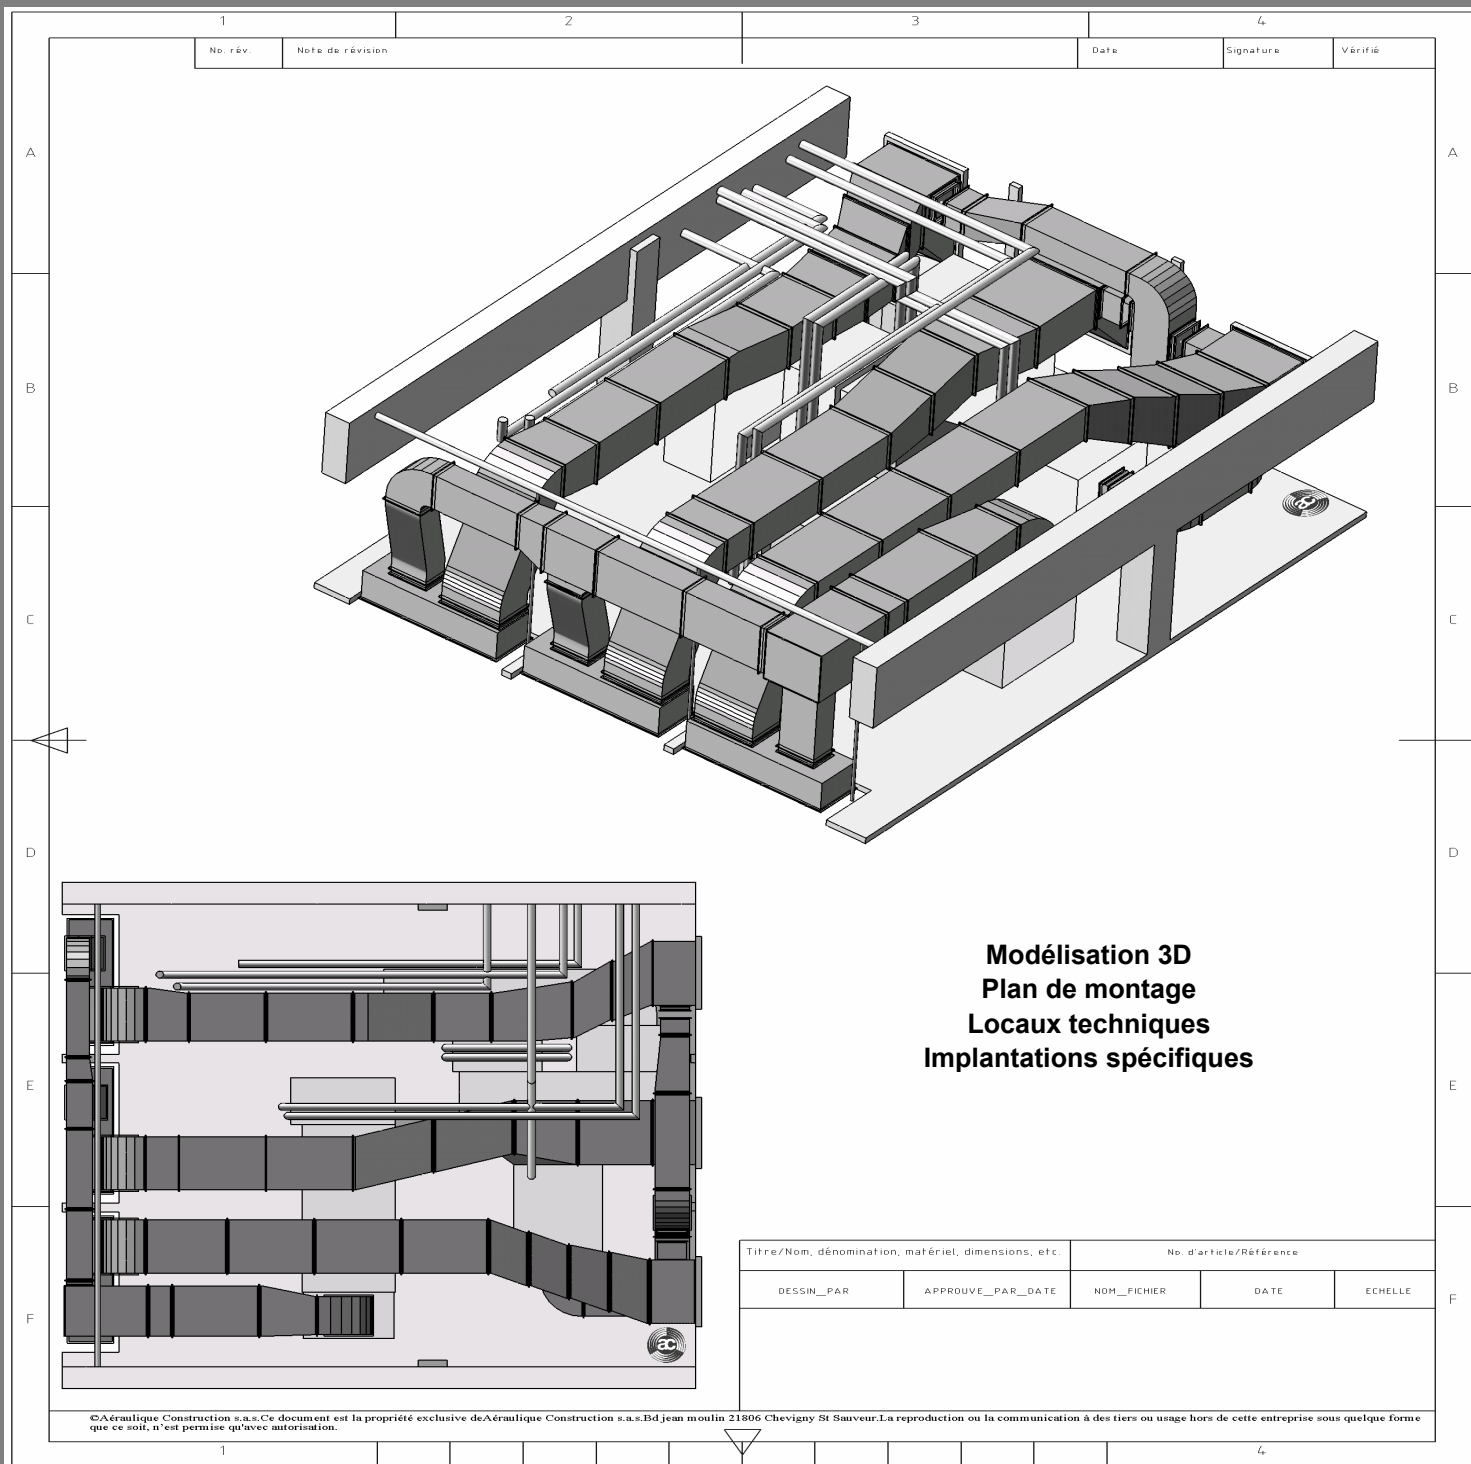 1 2 3 4
No. rév. Note de révision Date Signature Vérifié
A A
B B
C C
D D
Modélisation 3D
Plan de montage
Locaux techniques
Implantations spécifiques
E E
Titre/Nom, dénomination, matériel, dimensions, etc. No. d'article/Référence
DESSIN_PAR APPROUVE_PAR_DATE NOM_FICHIER DATE ECHELLE
F F
ac
ac
©Aéraulique Construction s.a.s.Ce document est la propriété exclusive deAéraulique Construction s.a.s.Bd jean moulin 21806 Chevigny St Sauveur.La reproduction ou la communication à des tiers ou usage hors de cette entreprise sous quelque forme
que ce soit, n'est permise qu'avec autorisation.
1 4